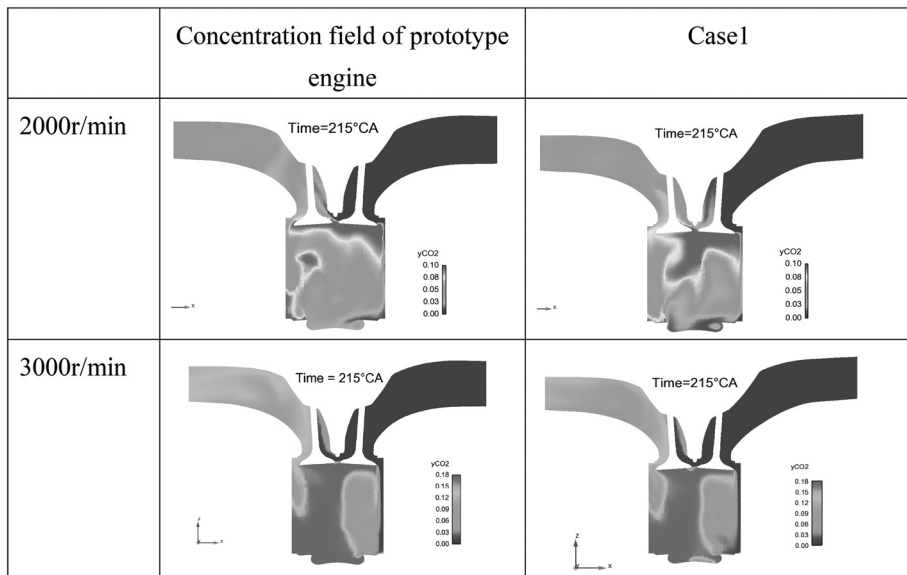 Concentration field of prototype
engine
Case1
2000r/min
Time=215°CA
yCO2
0.10
0.08
0.05
0.03
0.00
x
Time=215°CA
yCO2
0.10
0.08
0.05
0.03
0.00
x
3000r/min
Time = 215°CA
yCO2
0.18
0.15
0.12
0.09
0.06
0.03
0.00
z
x
Time=215°CA
yCO2
0.18
0.15
0.12
0.09
0.06
0.03
0.00
z
x